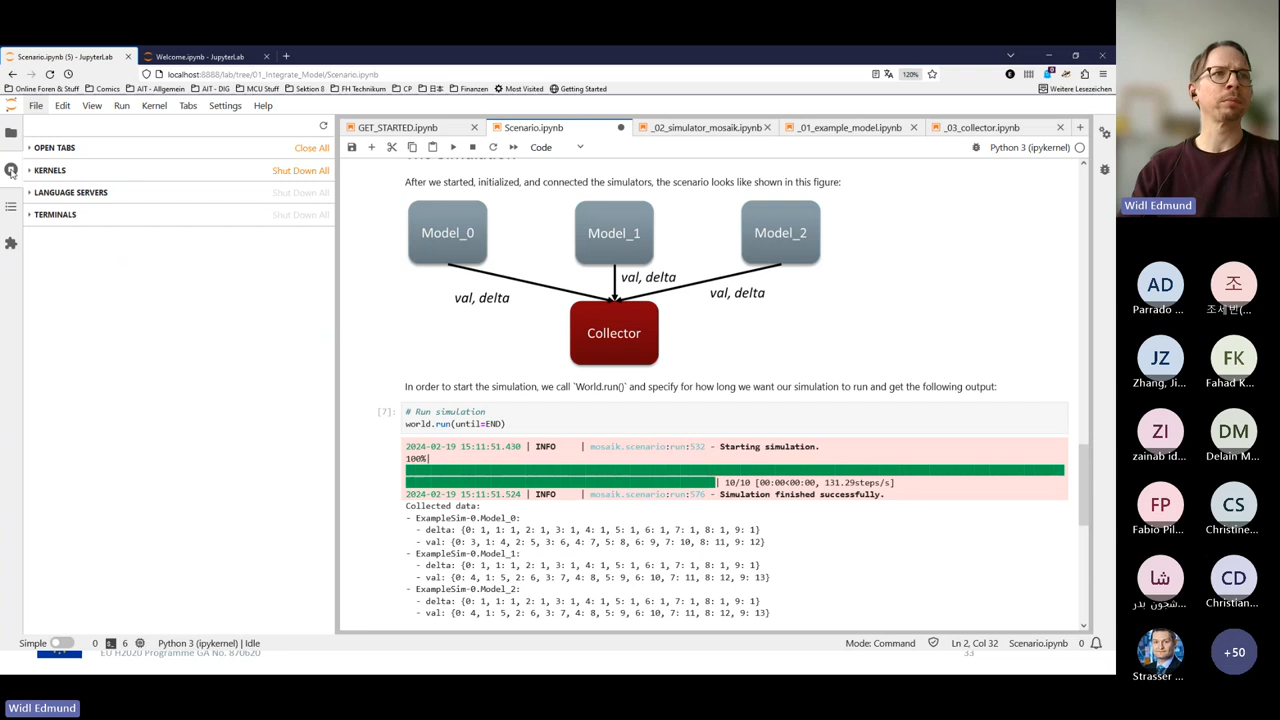 Scenario.ipynb (5) - JupyterLab
Welcome.ipynb - JupyterLab
localhost:8888/lab/tree/01_Integrate_Model/Scenario.ipynb
120%
Online Foren & Stuff
Comics
AIT - Allgemein
AIT - DIG
MCU Stuff
Sektion 8
FH Technikum
CP
日本
Finanzen
Most Visited
Getting Started
Weitere Lesezeichen
File Edit View Run Kernel Tabs Settings Help
OPEN TABS
Close All
KERNELS
Shut Down All
LANGUAGE SERVERS
Shut Down All
TERMINALS
Shut Down All
GET_STARTED.ipynb
Scenario.ipynb
_02_simulator_mosaik.ipynb
_01_example_model.ipynb
_03_collector.ipynb
Code
Python 3 (ipykernel)
After we started, initialized, and connected the simulators, the scenario looks like shown in this figure:
Model_0
Model_1
Model_2
val, delta
val, delta
val, delta
Collector
In order to start the simulation, we call `World.run()` and specify for how long we want our simulation to run and get the following output:
[7]:
# Run simulation
world.run(until=END)
2024-02-19 15:11:51.430 | INFO | mosaik.scenario:run:532 - Starting simulation.
100%|
| 10/10 [00:00<00:00, 131.29steps/s]
2024-02-19 15:11:51.524 | INFO | mosaik.scenario:run:576 - Simulation finished successfully.
Collected data:
- ExampleSim-0.Model_0:
- delta: {0: 1, 1: 1, 2: 1, 3: 1, 4: 1, 5: 1, 6: 1, 7: 1, 8: 1, 9: 1}
- val: {0: 3, 1: 4, 2: 5, 3: 6, 4: 7, 5: 8, 6: 9, 7: 10, 8: 11, 9: 12}
- ExampleSim-0.Model_1:
- delta: {0: 1, 1: 1, 2: 1, 3: 1, 4: 1, 5: 1, 6: 1, 7: 1, 8: 1, 9: 1}
- val: {0: 4, 1: 5, 2: 6, 3: 7, 4: 8, 5: 9, 6: 10, 7: 11, 8: 12, 9: 13}
- ExampleSim-0.Model_2:
- delta: {0: 1, 1: 1, 2: 1, 3: 1, 4: 1, 5: 1, 6: 1, 7: 1, 8: 1, 9: 1}
- val: {0: 4, 1: 5, 2: 6, 3: 7, 4: 8, 5: 9, 6: 10, 7: 11, 8: 12, 9: 13}
Simple
0
6
Python 3 (ipykernel) | Idle
Mode: Command
Ln 2, Col 32
Scenario.ipynb
0
EU H2020 Programme GA No. 870620
33
Widl Edmund
Widl Edmund
AD
Parrado ...
조
조세빈(...
JZ
Zhang, Ji...
FK
Fahad K...
ZI
zainab id...
DM
Delain M...
FP
Fabio Pil...
CS
Christine...
شا
شجون بدر...
CD
Christian...
Strasser ...
+50